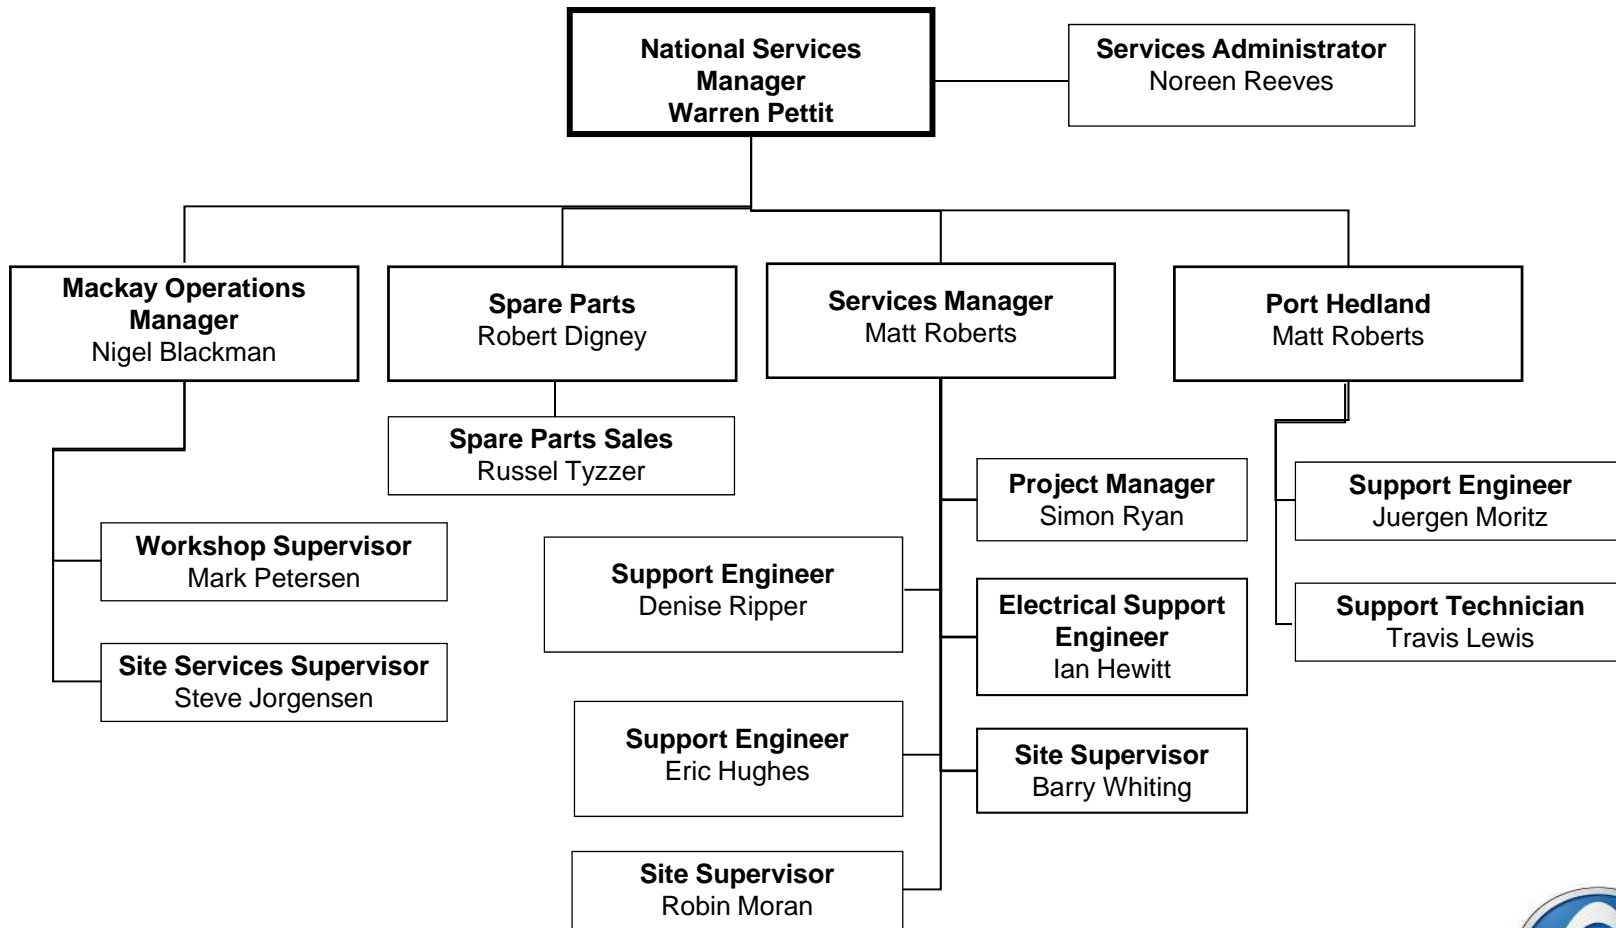 National Services
Manager
Warren Pettit
Services Administrator
Noreen Reeves
Mackay Operations
Manager
Nigel Blackman
Spare Parts
Robert Digney
Services Manager
Matt Roberts
Port Hedland
Matt Roberts
Spare Parts Sales
Russel Tyzzer
Workshop Supervisor
Mark Petersen
Site Services Supervisor
Steve Jorgensen
Support Engineer
Denise Ripper
Support Engineer
Eric Hughes
Site Supervisor
Robin Moran
Project Manager
Simon Ryan
Electrical Support
Engineer
Ian Hewitt
Site Supervisor
Barry Whiting
Support Engineer
Juergen Moritz
Support Technician
Travis Lewis